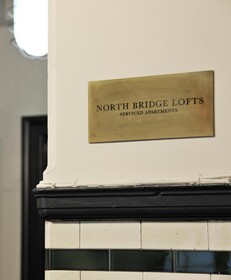 NORTH BRIDGE LOFTS
SERVICED APARTMENTS